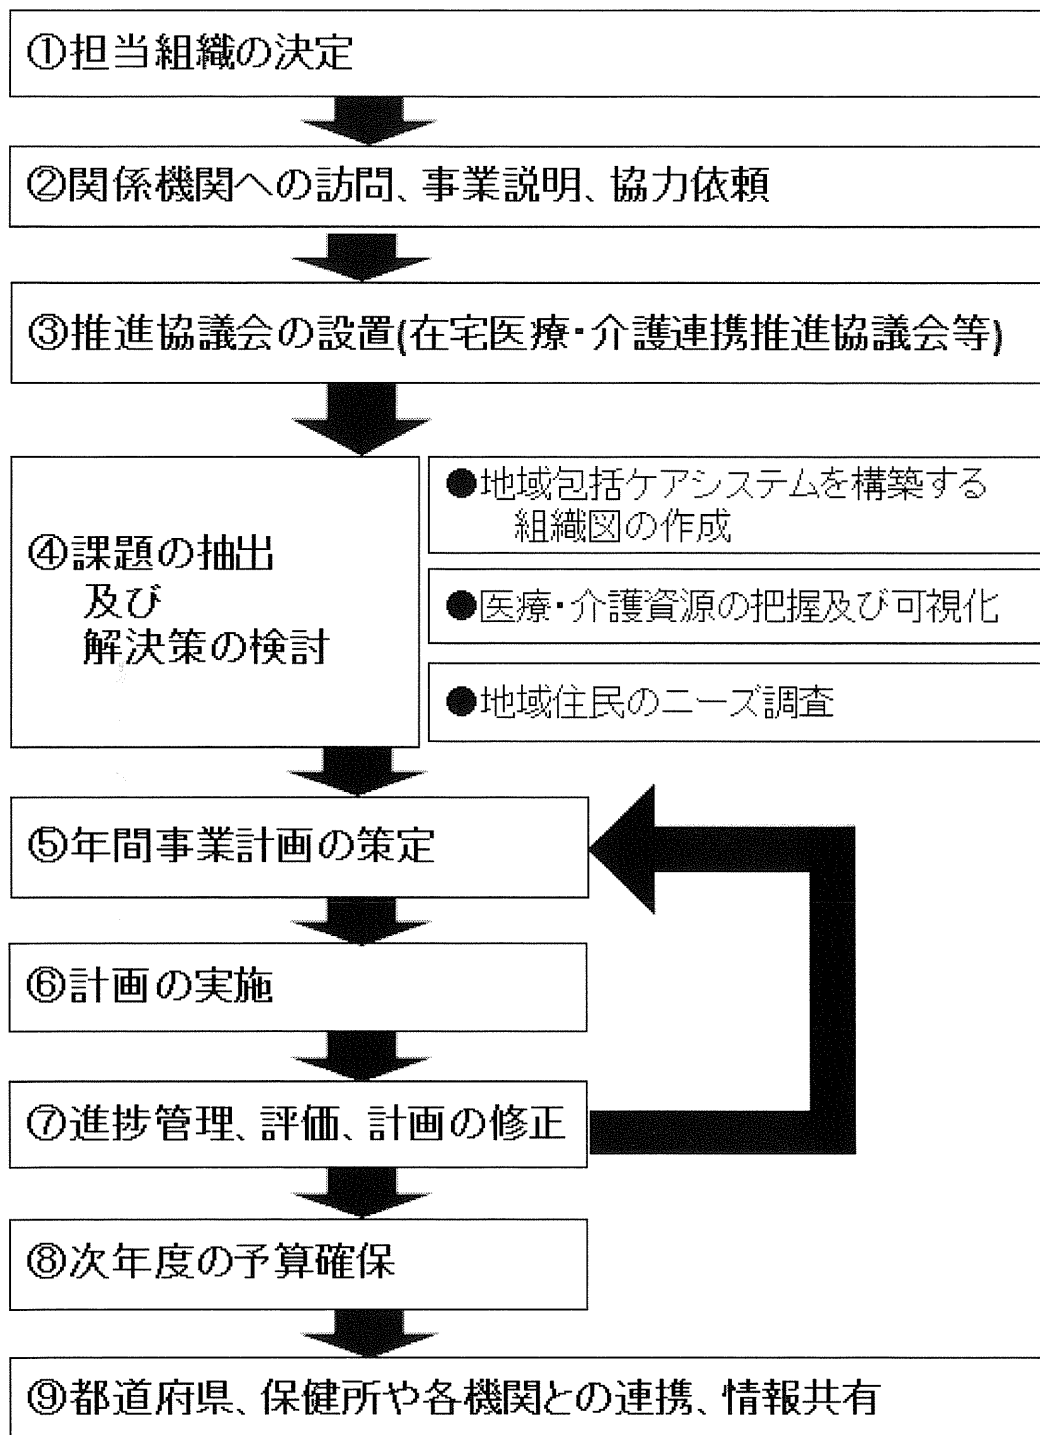 ①担当組織の決定
②関係機関への訪問、事業説明、協力依頼
③推進協議会の設置(在宅医療・介護連携推進協議会等)
④課題の抽出
及び
解決策の検討
●地域包括ケアシステムを構築する
組織図の作成
●医療・介護資源の把握及び可視化
●地域住民のニーズ調査
⑤年間事業計画の策定
⑥計画の実施
⑦進捗管理、評価、計画の修正
⑧次年度の予算確保
⑨都道府県、保健所や各機関との連携、情報共有